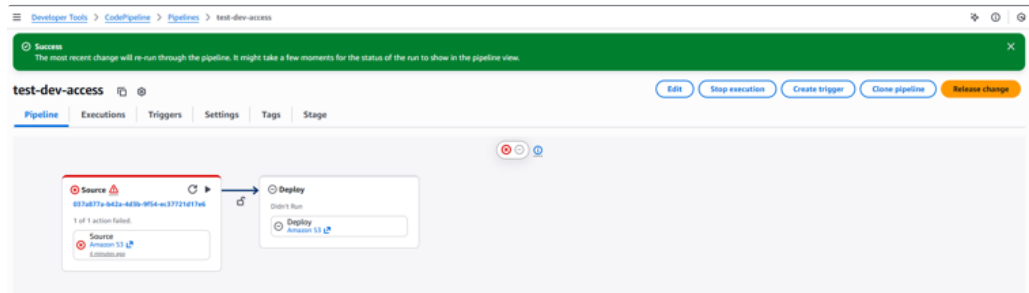 Developer Tools > CodePipeline > Pipelines > test-dev-access
Success
The most recent change will re-run through the pipeline. It might take a few moments for the status of the run to show in the pipeline view.
test-dev-access
Edit Stop execution Create trigger Clone pipeline Release change
Pipeline Executions Triggers Settings Tags Stage
Source
037a877a-b42a-4d3b-9f54-ec37721d17e6
1 of 1 action failed.
Source
Amazon S3
minutes ago
Deploy
Didn't Run
Deploy
Amazon S3